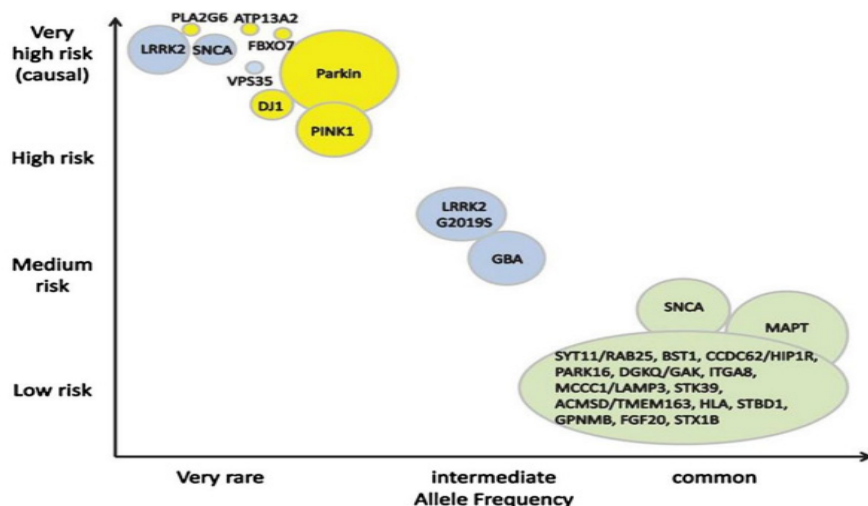 Very
high risk
(causal)
High risk
Medium
risk
Low risk
PLA2G6
ATP13A2
LRRK2
SNCA
FBXO7
VPS35
Parkin
DJ1
PINK1
LRRK2
G2019S
GBA
SNCA
MAPT
SYT11/RAB25, BST1, CCDC62/HIP1R,
PARK16, DGKQ/GAK, ITGA8,
MCCC1/LAMP3, STK39,
ACMSD/TMEM163, HLA, STBD1,
GPNMB, FGF20, STX1B
Very rare
intermediate
common
Allele Frequency